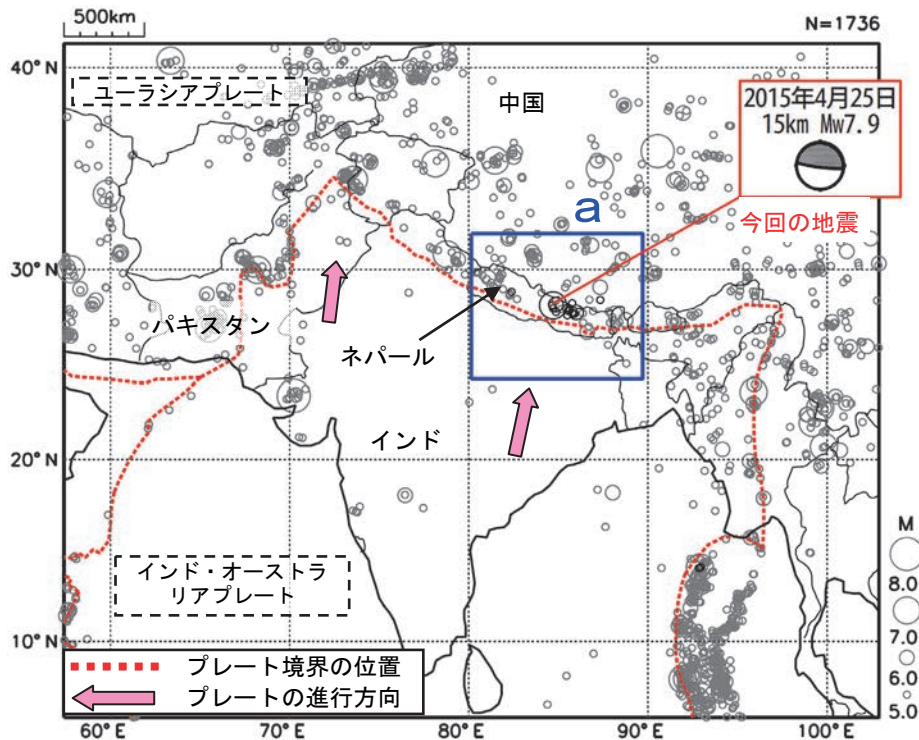 500km
N=1736
40°N
ユーラシアプレート
中国
2015年4月25日
15km Mw7.9
今回の地震
a
30°N
パキスタン
ネパール
インド
20°N
インド・オーストラ
リアプレート
M
8.0
7.0
6.0
5.0
10°N
プレート境界の位置
プレートの進行方向
60°E
70°E
80°E
90°E
100°E